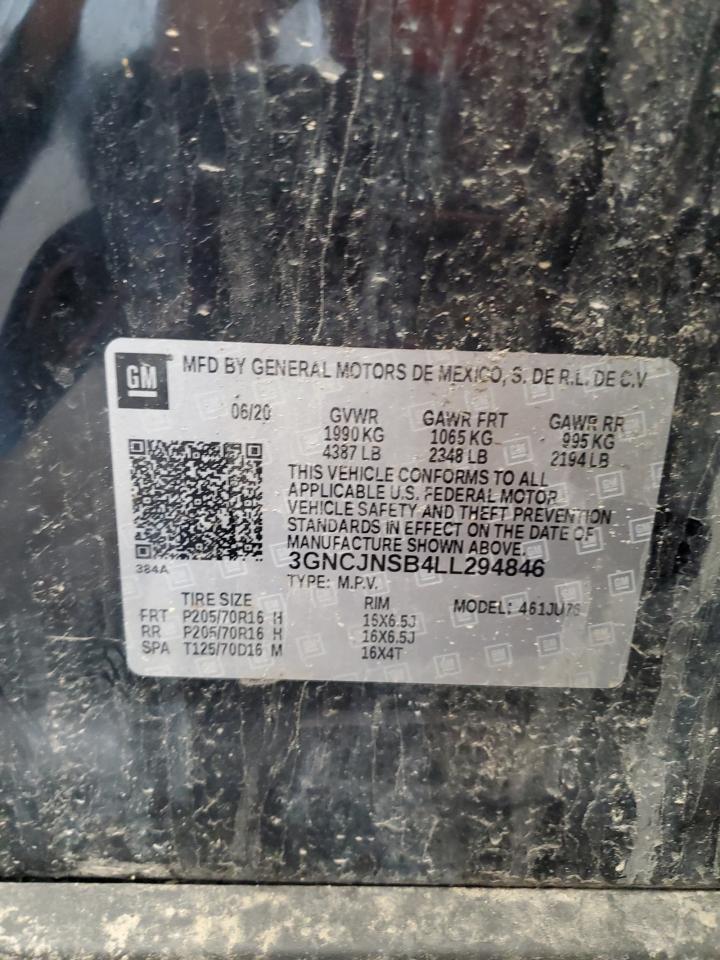 GM MFD BY GENERAL MOTORS DE MEXICO, S. DE R.L. DE C.V.
06/20 GVWR GAWR FRT GAWR RR
1990 KG 1065 KG 995 KG
4387 LB 2348 LB 2194 LB
THIS VEHICLE CONFORMS TO ALL
APPLICABLE U.S. FEDERAL MOTOR
VEHICLE SAFETY AND THEFT PREVENTION
STANDARDS IN EFFECT ON THE DATE OF
MANUFACTURE SHOWN ABOVE.
384A 3GNCJNSB4LL294846
TYPE: M.P.V.
TIRE SIZE RIM MODEL: 461JU76
FRT P205/70R16 H 16X6.5J
RR P205/70R16 H 16X6.5J
SPA T125/70D16 M 16X4T